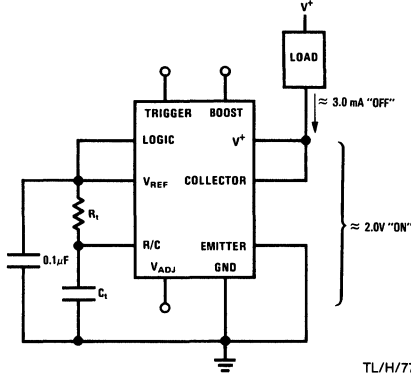 V+
LOAD
≈ 3.0 mA "OFF"
TRIGGER BOOST
LOGIC V+
VREF COLLECTOR
Rt
≈ 2.0V "ON"
R/C EMITTER
0.1µF
VADJ GND
Ct
TL/H/77